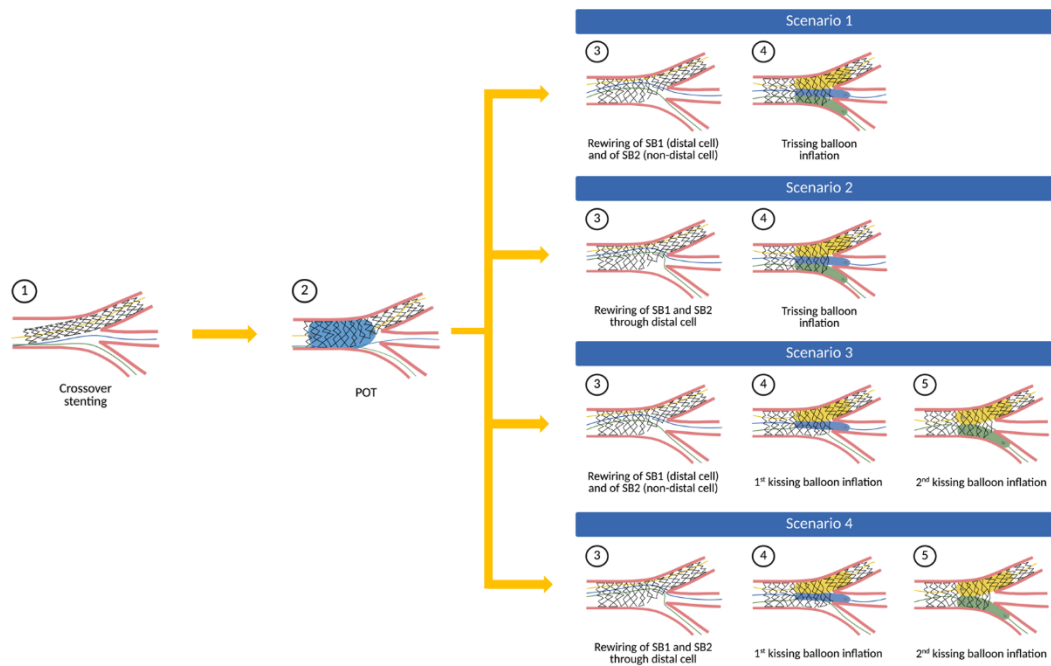 Scenario 1
3
4
Rewiring of SB1 (distal cell)
and of SB2 (non-distal cell)
Trissing balloon
inflation
Scenario 2
3
4
Rewiring of SB1 and SB2
through distal cell
Trissing balloon
inflation
1
Crossover
stenting
2
POT
Scenario 3
3
4
5
Rewiring of SB1 (distal cell)
and of SB2 (non-distal cell)
1st kissing balloon inflation
2nd kissing balloon inflation
Scenario 4
3
4
5
Rewiring of SB1 and SB2
through distal cell
1st kissing balloon inflation
2nd kissing balloon inflation